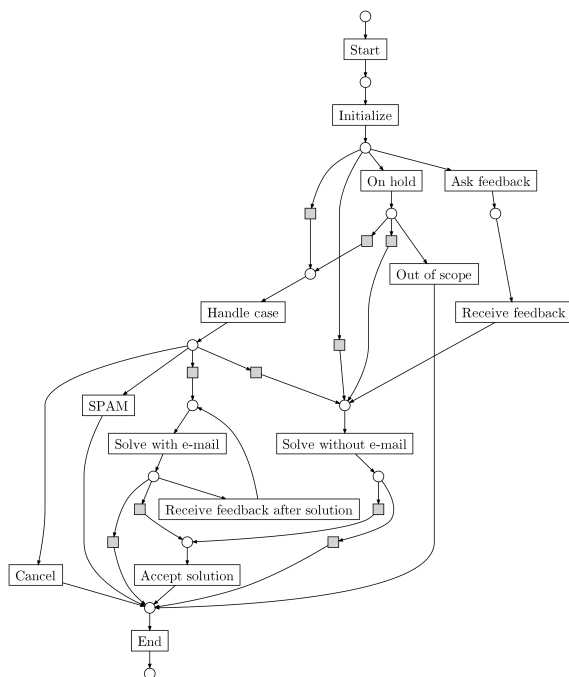 Start
Initialize
On hold
Ask feedback
Out of scope
Handle case
Receive feedback
SPAM
Solve with e-mail
Solve without e-mail
Receive feedback after solution
Cancel
Accept solution
End